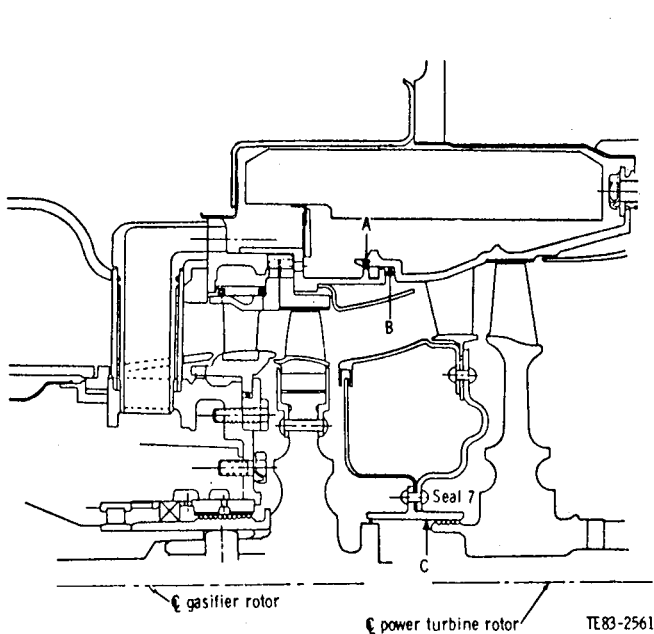 A
B
Seal 7
C
℄ gasifier rotor
℄ power turbine rotor
TE83-2561